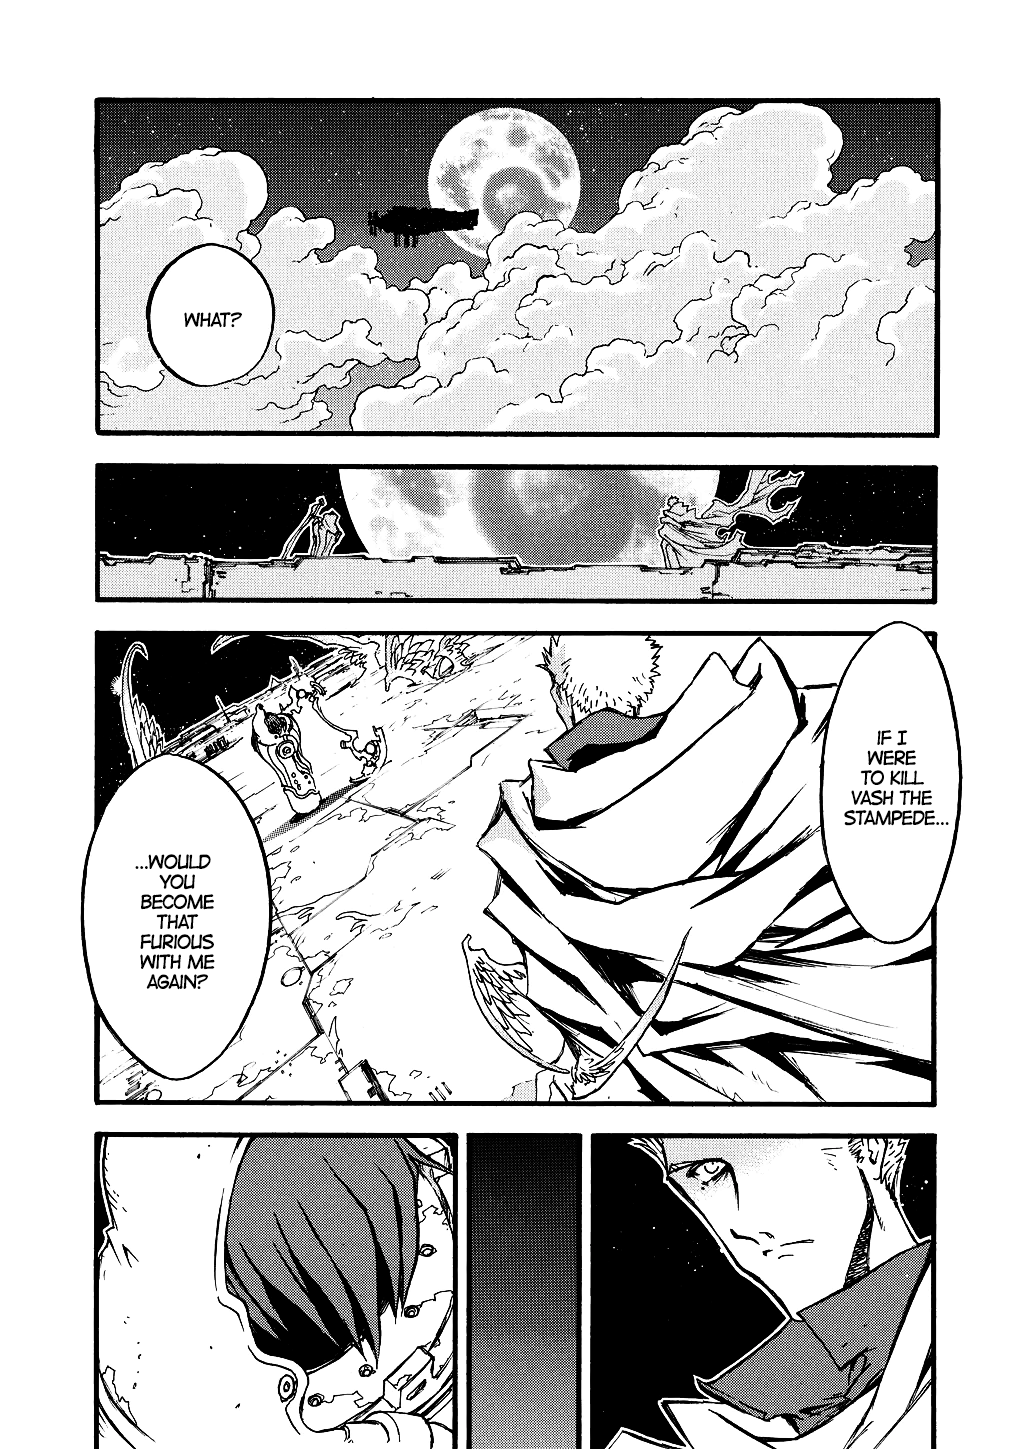 WHAT?
IF I
WERE
TO KILL
VASH THE
STAMPEDE...
...WOULD
YOU
BECOME
THAT
FURIOUS
WITH ME
AGAIN?